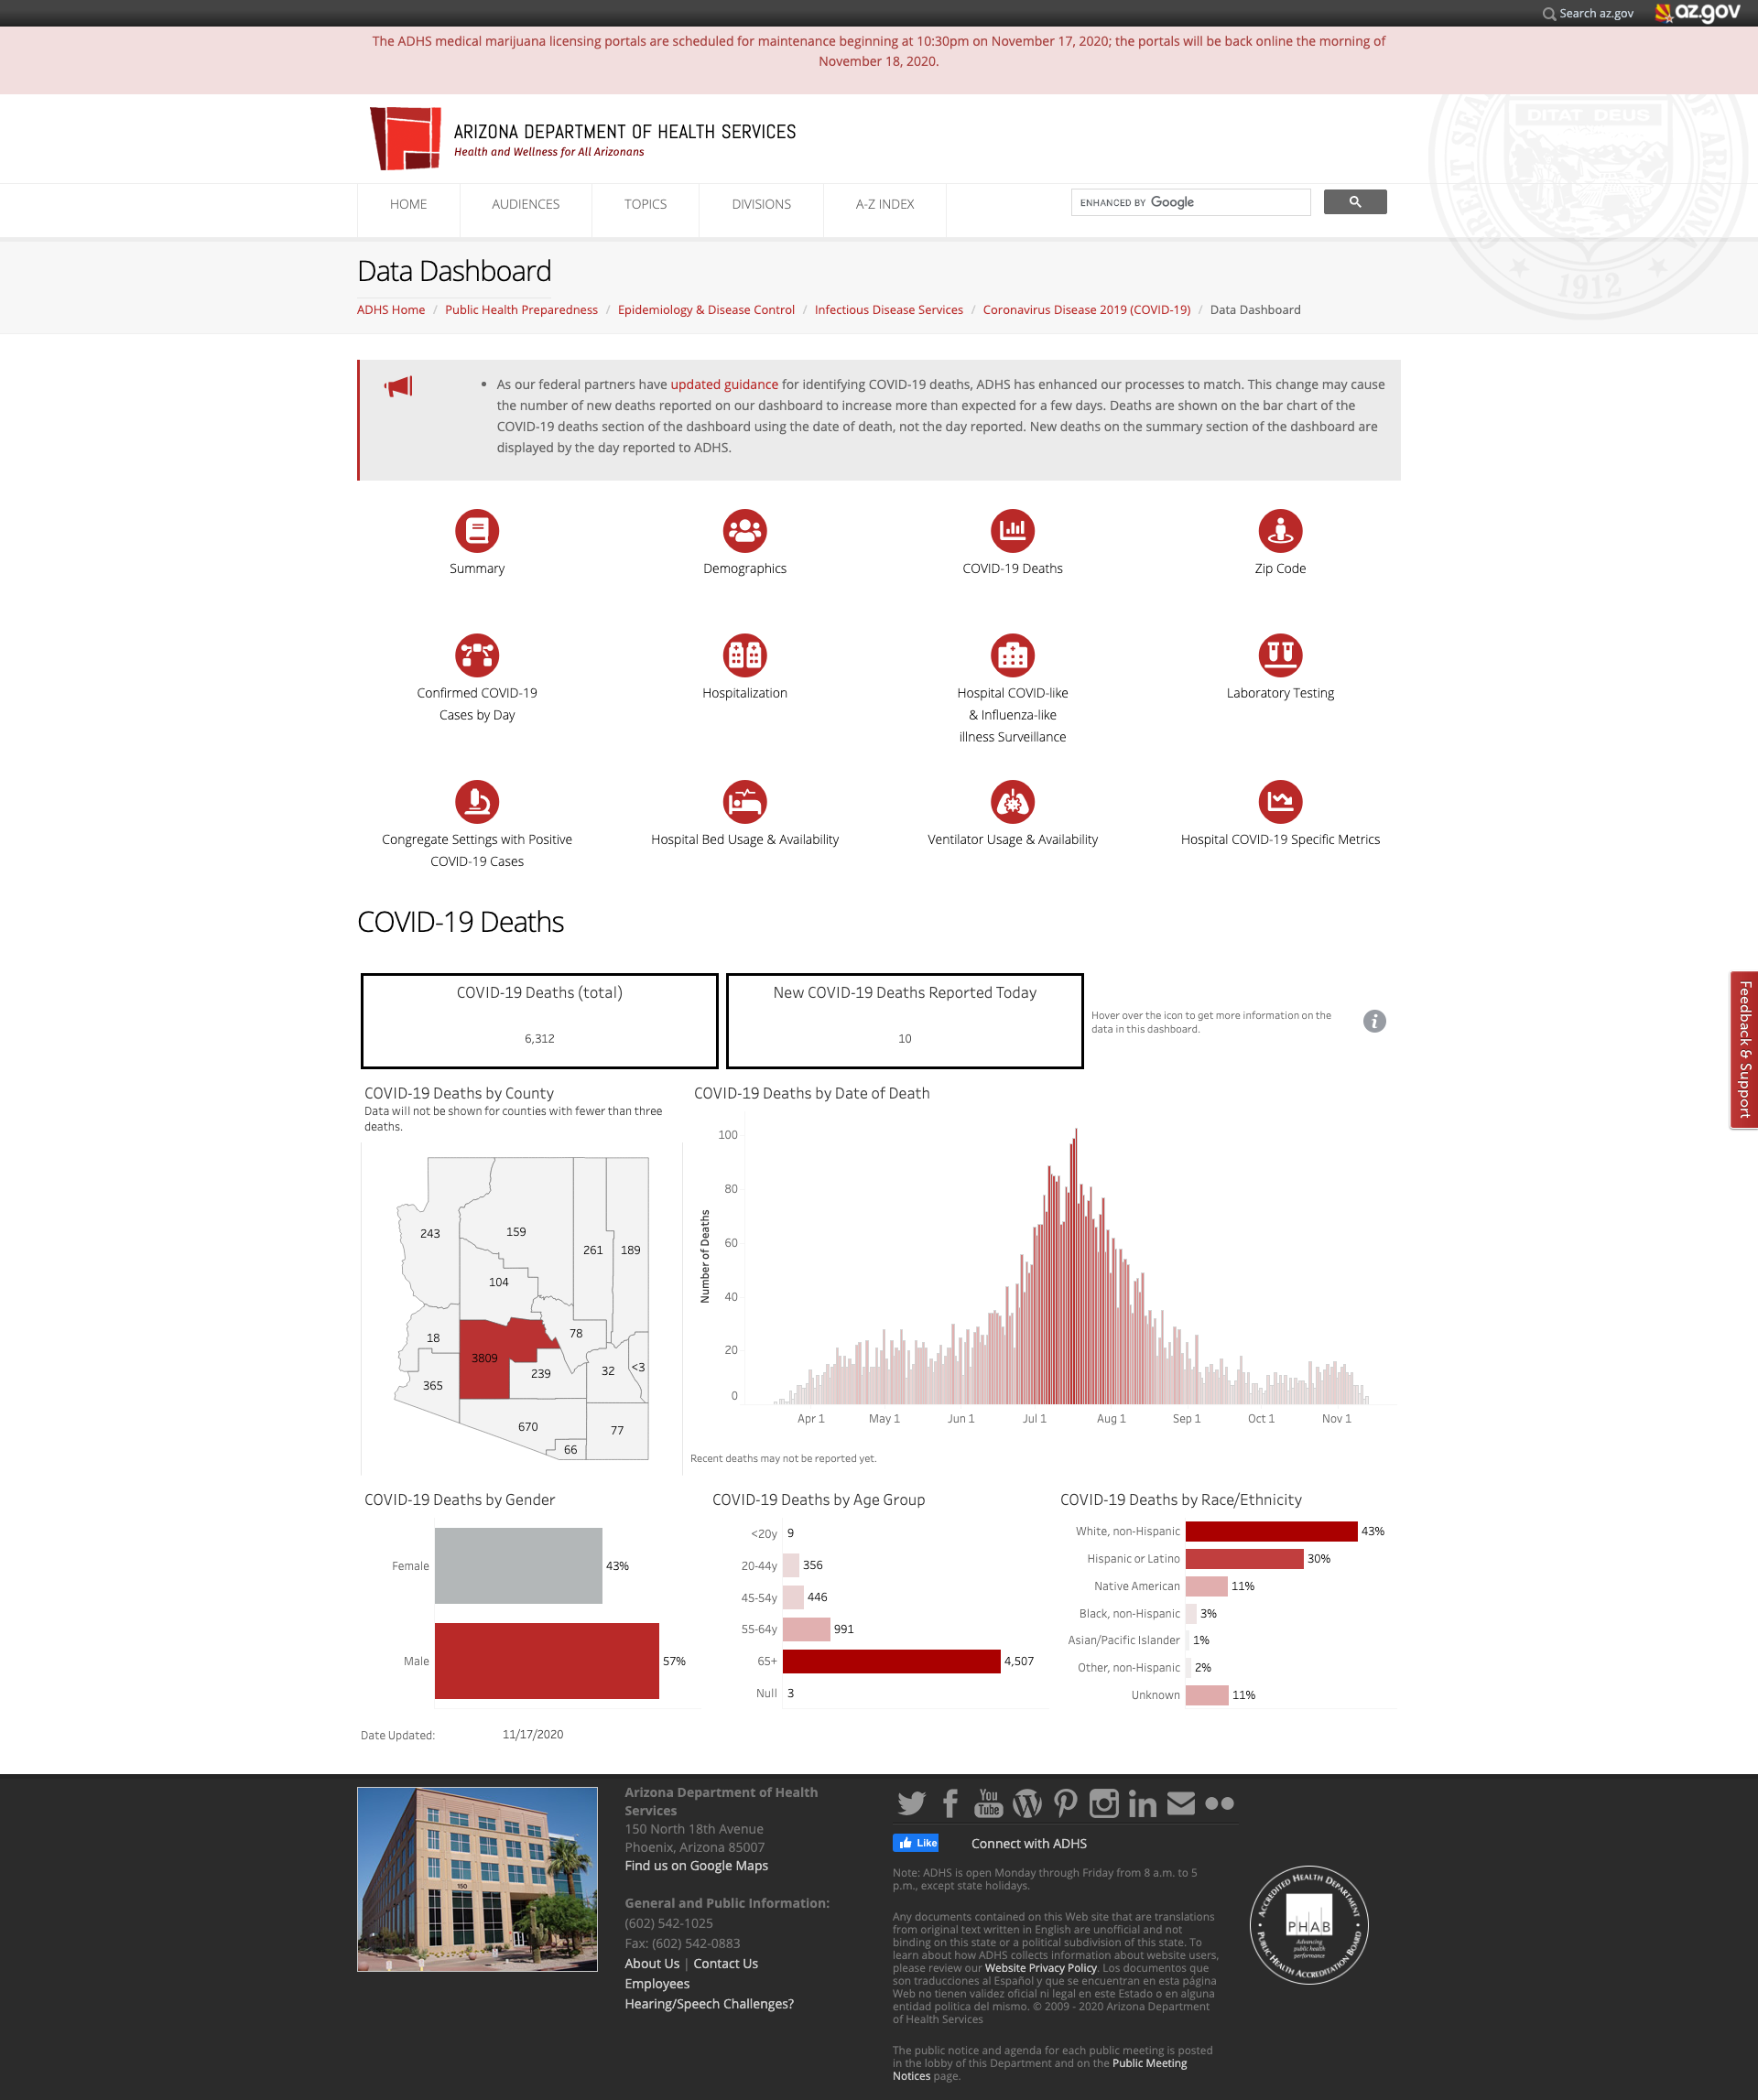 Search az.gov
az.gov
The ADHS medical marijuana licensing portals are scheduled for maintenance beginning at 10:30pm on November 17, 2020; the portals will be back online the morning of
November 18, 2020.
ARIZONA DEPARTMENT OF HEALTH SERVICES
Health and Wellness for All Arizonans
GREAT SEAL
ARIZONA
DITAT DEUS
1912
HOME
AUDIENCES
TOPICS
DIVISIONS
A-Z INDEX
ENHANCED BY Google
Data Dashboard
ADHS Home / Public Health Preparedness / Epidemiology & Disease Control / Infectious Disease Services / Coronavirus Disease 2019 (COVID-19) / Data Dashboard
• As our federal partners have updated guidance for identifying COVID-19 deaths, ADHS has enhanced our processes to match. This change may cause
the number of new deaths reported on our dashboard to increase more than expected for a few days. Deaths are shown on the bar chart of the
COVID-19 deaths section of the dashboard using the date of death, not the day reported. New deaths on the summary section of the dashboard are
displayed by the day reported to ADHS.
Summary
Demographics
COVID-19 Deaths
Zip Code
Confirmed COVID-19
Cases by Day
Hospitalization
Hospital COVID-like
& Influenza-like
illness Surveillance
Laboratory Testing
Congregate Settings with Positive
COVID-19 Cases
Hospital Bed Usage & Availability
Ventilator Usage & Availability
Hospital COVID-19 Specific Metrics
COVID-19 Deaths
Feedback & Support
COVID-19 Deaths (total)
6,312
New COVID-19 Deaths Reported Today
10
Hover over the icon to get more information on the
data in this dashboard.
COVID-19 Deaths by County
Data will not be shown for counties with fewer than three
deaths.
243
159
261
189
104
18
78
3809
239
32
<3
365
670
77
66
COVID-19 Deaths by Date of Death
Number of Deaths
100
80
60
40
20
0
Apr 1
May 1
Jun 1
Jul 1
Aug 1
Sep 1
Oct 1
Nov 1
Recent deaths may not be reported yet.
COVID-19 Deaths by Gender
Female 43%
Male 57%
COVID-19 Deaths by Age Group
<20y 9
20-44y 356
45-54y 446
55-64y 991
65+ 4,507
Null 3
COVID-19 Deaths by Race/Ethnicity
White, non-Hispanic 43%
Hispanic or Latino 30%
Native American 11%
Black, non-Hispanic 3%
Asian/Pacific Islander 1%
Other, non-Hispanic 2%
Unknown 11%
Date Updated: 11/17/2020
150
Arizona Department of Health
Services
150 North 18th Avenue
Phoenix, Arizona 85007
Find us on Google Maps
General and Public Information:
(602) 542-1025
Fax: (602) 542-0883
About Us | Contact Us
Employees
Hearing/Speech Challenges?
You
Tube
Like
Connect with ADHS
Note: ADHS is open Monday through Friday from 8 a.m. to 5
p.m., except state holidays.
Any documents contained on this Web site that are translations
from original text written in English are unofficial and not
binding on this state or a political subdivision of this state. To
learn about how ADHS collects information about website users,
please review our Website Privacy Policy. Los documentos que
son traducciones al Español y que se encuentran en esta página
Web no tienen validez oficial ni legal en este Estado o en alguna
entidad politica del mismo. © 2009 - 2020 Arizona Department
of Health Services
The public notice and agenda for each public meeting is posted
in the lobby of this Department and on the Public Meeting
Notices page.
ACCREDITED HEALTH DEPARTMENT
PHAB
Advancing
public health
performance
PUBLIC HEALTH ACCREDITATION BOARD